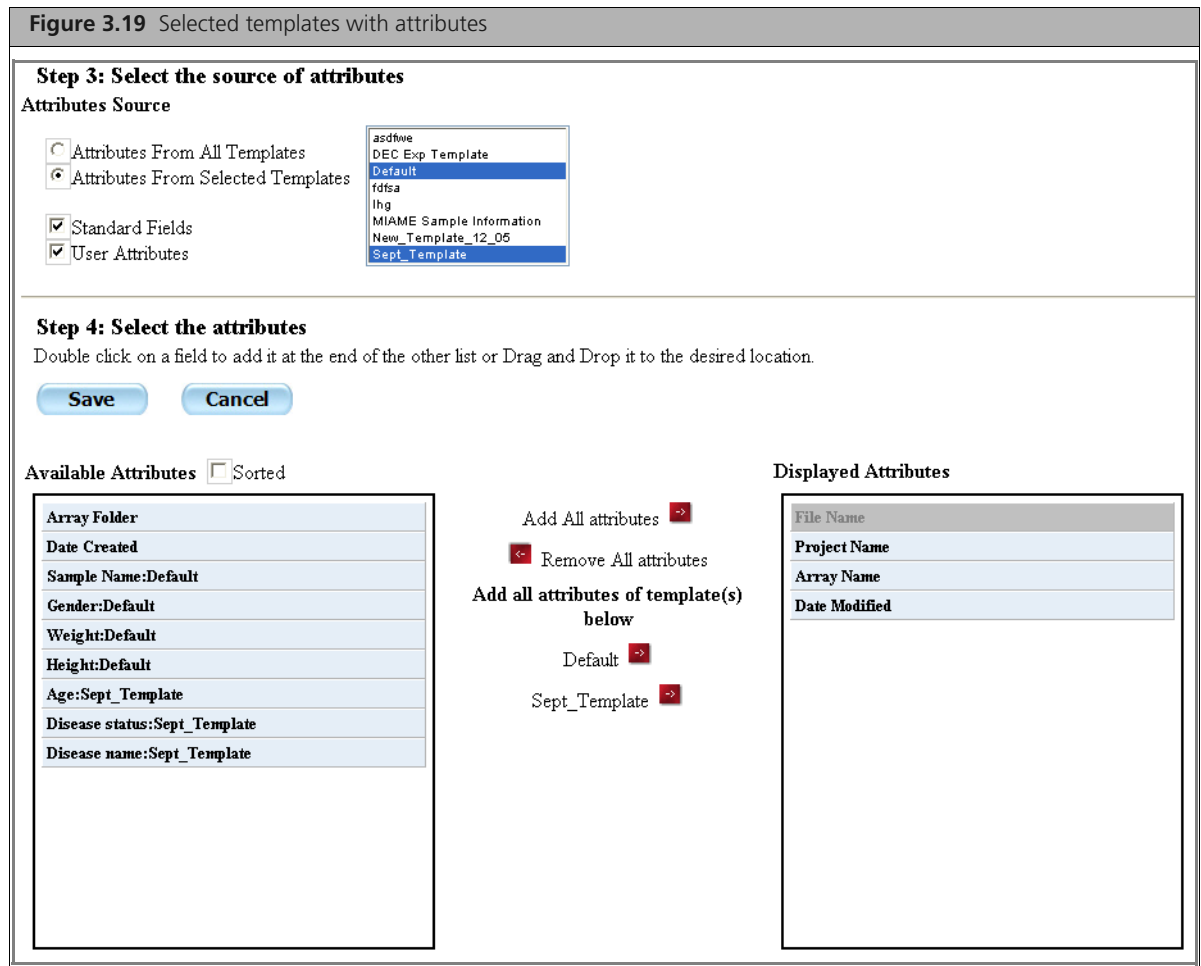 Figure 3.19 Selected templates with attributes
Step 3: Select the source of attributes
Attributes Source
Attributes From All Templates
Attributes From Selected Templates
Standard Fields
User Attributes
asdfwe
DEC Exp Template
Default
fdfsa
lhg
MIAME Sample Information
New_Template_12_05
Sept_Template
Step 4: Select the attributes
Double click on a field to add it at the end of the other list or Drag and Drop it to the desired location.
Save Cancel
Available Attributes Sorted
Array Folder
Date Created
Sample Name:Default
Gender:Default
Weight:Default
Height:Default
Age:Sept_Template
Disease status:Sept_Template
Disease name:Sept_Template
Add All attributes ->
<- Remove All attributes
Add all attributes of template(s)
below
Default ->
Sept_Template ->
Displayed Attributes
File Name
Project Name
Array Name
Date Modified